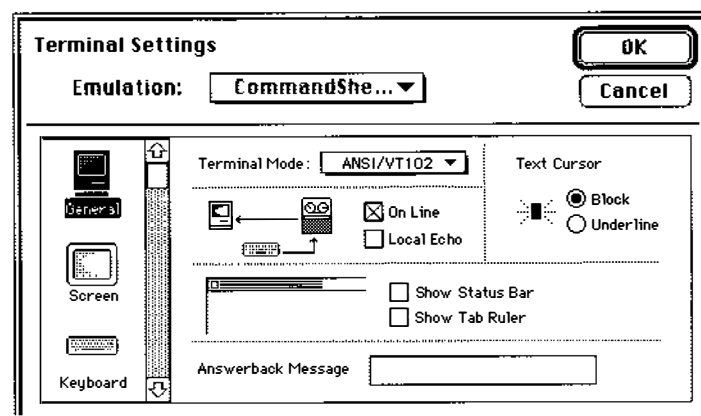 Terminal Settings
OK
Emulation: CommandShe...
Cancel
General
Screen
Keyboard
Terminal Mode: ANSI/VT102
On Line
Local Echo
Text Cursor
Block
Underline
Show Status Bar
Show Tab Ruler
Answerback Message